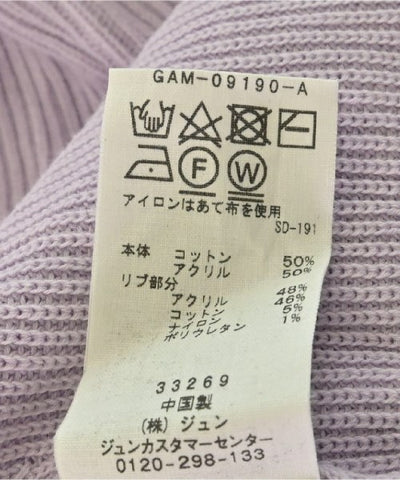 GAM-09190-A
F W
アイロンはあて布を使用
SD-191
本体 コットン 50%
アクリル 50%
リブ部分
アクリル 48%
コットン 46%
ナイロン 5%
ポリウレタン 1%
33269
中国製
(株) ジュン
ジュンカスタマーセンター
0120-298-133